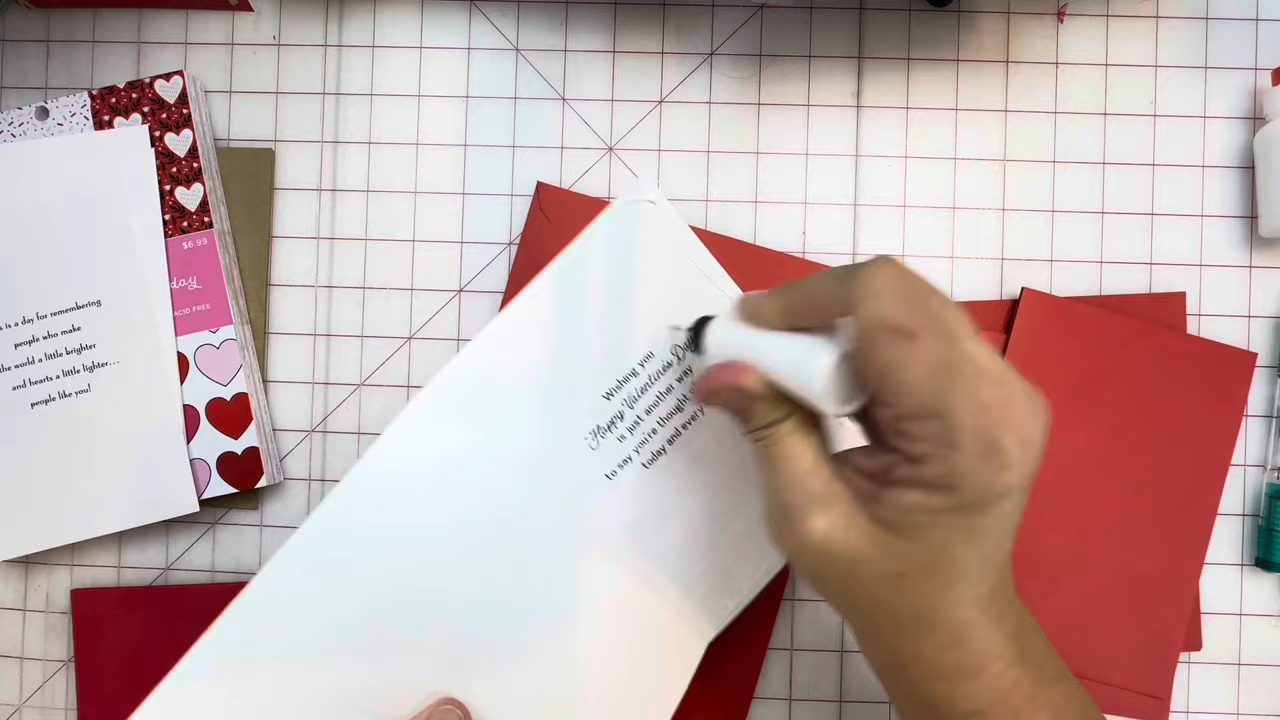 $6.99
day
ACID FREE
is a day for remembering
people who make
the world a little brighter
and hearts a little lighter...
people like you!
Wishing you
"Happy Valentine's Day"
is just another way
to say you're thought
today and every